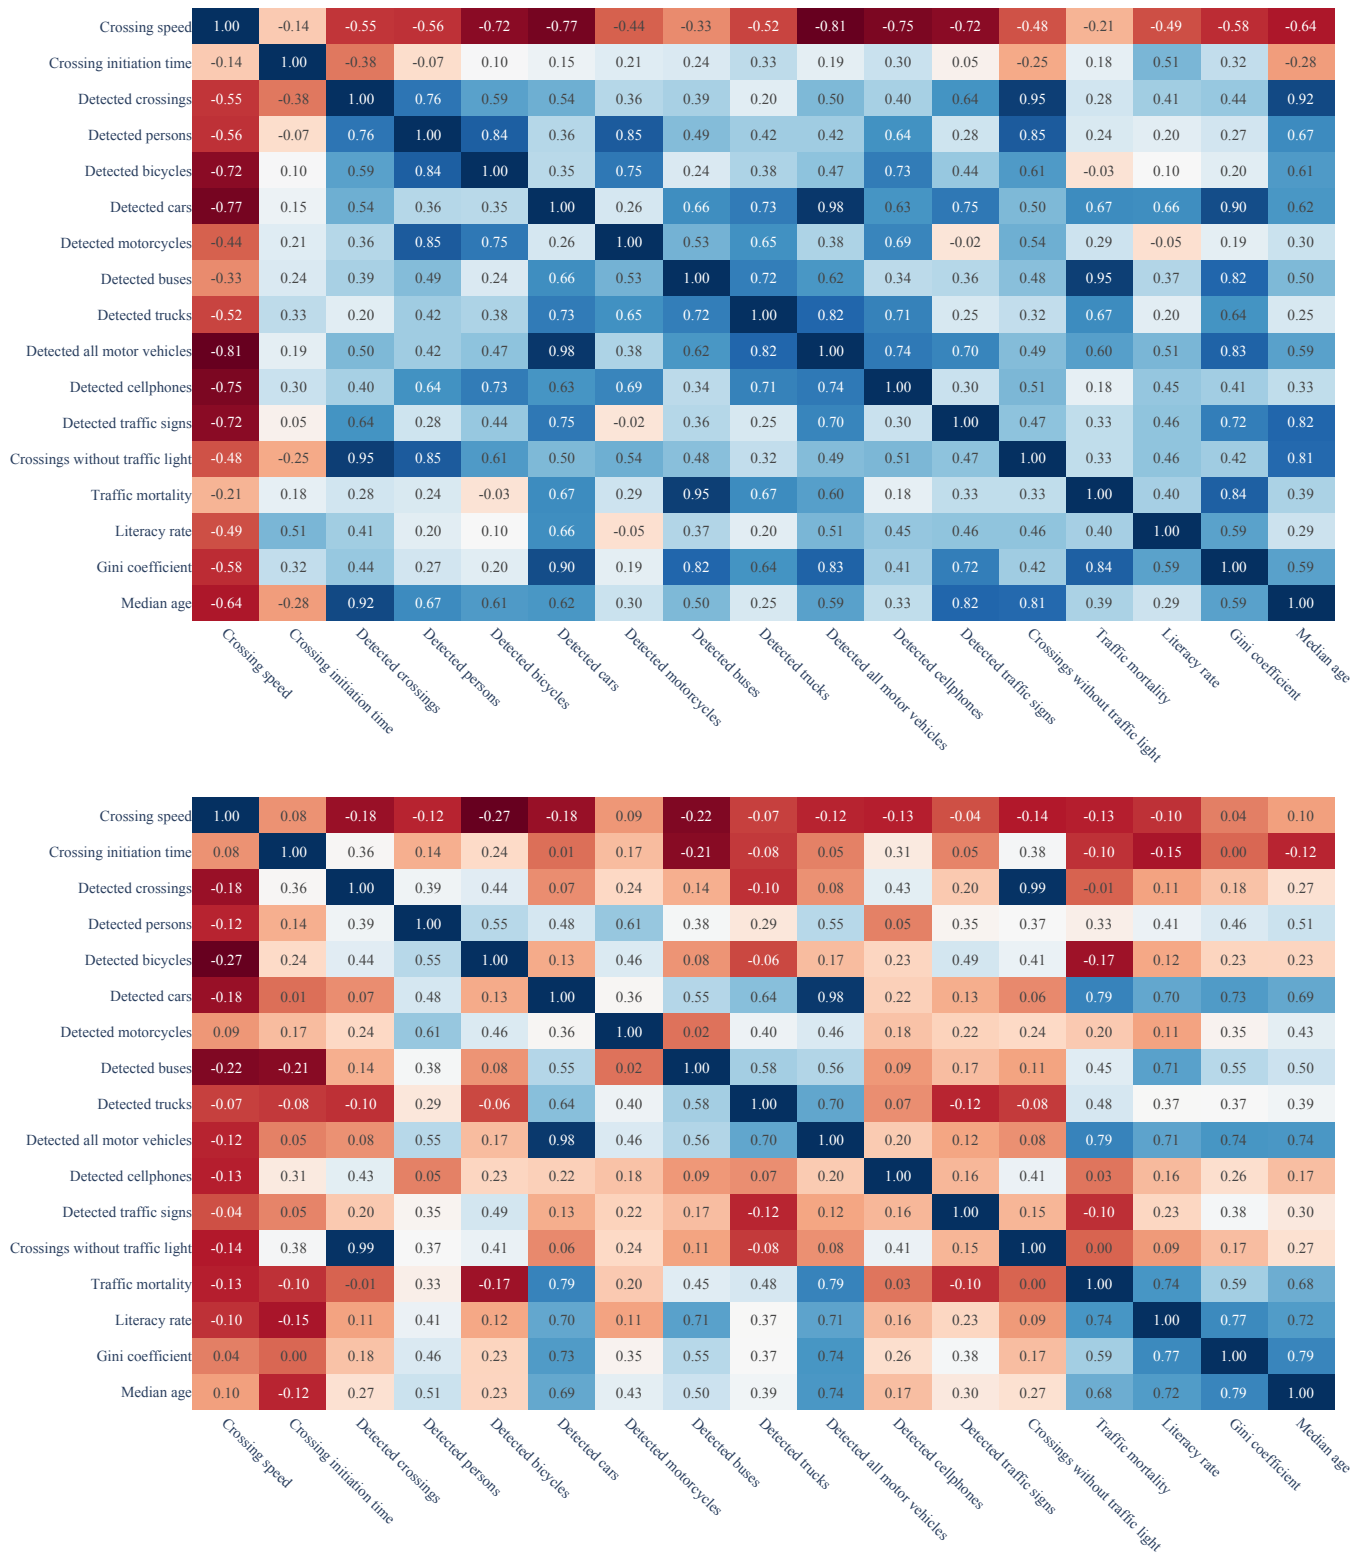 Crossing speed 1.00 -0.14 -0.55 -0.56 -0.72 -0.77 -0.44 -0.33 -0.52 -0.81 -0.75 -0.72 -0.48 -0.21 -0.49 -0.58 -0.64
Crossing initiation time -0.14 1.00 -0.38 -0.07 0.10 0.15 0.21 0.24 0.33 0.19 0.30 0.05 -0.25 0.18 0.51 0.32 -0.28
Detected crossings -0.55 -0.38 1.00 0.76 0.59 0.54 0.36 0.39 0.20 0.50 0.40 0.64 0.95 0.28 0.41 0.44 0.92
Detected persons -0.56 -0.07 0.76 1.00 0.84 0.36 0.85 0.49 0.42 0.42 0.64 0.28 0.85 0.24 0.20 0.27 0.67
Detected bicycles -0.72 0.10 0.59 0.84 1.00 0.35 0.75 0.24 0.38 0.47 0.73 0.44 0.61 -0.03 0.10 0.20 0.61
Detected cars -0.77 0.15 0.54 0.36 0.35 1.00 0.26 0.66 0.73 0.98 0.63 0.75 0.50 0.67 0.66 0.90 0.62
Detected motorcycles -0.44 0.21 0.36 0.85 0.75 0.26 1.00 0.53 0.65 0.38 0.69 -0.02 0.54 0.29 -0.05 0.19 0.30
Detected buses -0.33 0.24 0.39 0.49 0.24 0.66 0.53 1.00 0.72 0.62 0.34 0.36 0.48 0.95 0.37 0.82 0.50
Detected trucks -0.52 0.33 0.20 0.42 0.38 0.73 0.65 0.72 1.00 0.82 0.71 0.25 0.32 0.67 0.20 0.64 0.25
Detected all motor vehicles -0.81 0.19 0.50 0.42 0.47 0.98 0.38 0.62 0.82 1.00 0.74 0.70 0.49 0.60 0.51 0.83 0.59
Detected cellphones -0.75 0.30 0.40 0.64 0.73 0.63 0.69 0.34 0.71 0.74 1.00 0.30 0.51 0.18 0.45 0.41 0.33
Detected traffic signs -0.72 0.05 0.64 0.28 0.44 0.75 -0.02 0.36 0.25 0.70 0.30 1.00 0.47 0.33 0.46 0.72 0.82
Crossings without traffic light -0.48 -0.25 0.95 0.85 0.61 0.50 0.54 0.48 0.32 0.49 0.51 0.47 1.00 0.33 0.46 0.42 0.81
Traffic mortality -0.21 0.18 0.28 0.24 -0.03 0.67 0.29 0.95 0.67 0.60 0.18 0.33 0.33 1.00 0.40 0.84 0.39
Literacy rate -0.49 0.51 0.41 0.20 0.10 0.66 -0.05 0.37 0.20 0.51 0.45 0.46 0.46 0.40 1.00 0.59 0.29
Gini coefficient -0.58 0.32 0.44 0.27 0.20 0.90 0.19 0.82 0.64 0.83 0.41 0.72 0.42 0.84 0.59 1.00 0.59
Median age -0.64 -0.28 0.92 0.67 0.61 0.62 0.30 0.50 0.25 0.59 0.33 0.82 0.81 0.39 0.29 0.59 1.00
Crossing speed
Crossing initiation time
Detected crossings
Detected persons
Detected bicycles
Detected cars
Detected motorcycles
Detected buses
Detected trucks
Detected all motor vehicles
Detected cellphones
Detected traffic signs
Crossings without traffic light
Traffic mortality
Literacy rate
Gini coefficient
Median age
Crossing speed 1.00 0.08 -0.18 -0.12 -0.27 -0.18 0.09 -0.22 -0.07 -0.12 -0.13 -0.04 -0.14 -0.13 -0.10 0.04 0.10
Crossing initiation time 0.08 1.00 0.36 0.14 0.24 0.01 0.17 -0.21 -0.08 0.05 0.31 0.05 0.38 -0.10 -0.15 0.00 -0.12
Detected crossings -0.18 0.36 1.00 0.39 0.44 0.07 0.24 0.14 -0.10 0.08 0.43 0.20 0.99 -0.01 0.11 0.18 0.27
Detected persons -0.12 0.14 0.39 1.00 0.55 0.48 0.61 0.38 0.29 0.55 0.05 0.35 0.37 0.33 0.41 0.46 0.51
Detected bicycles -0.27 0.24 0.44 0.55 1.00 0.13 0.46 0.08 -0.06 0.17 0.23 0.49 0.41 -0.17 0.12 0.23 0.23
Detected cars -0.18 0.01 0.07 0.48 0.13 1.00 0.36 0.55 0.64 0.98 0.22 0.13 0.06 0.79 0.70 0.73 0.69
Detected motorcycles 0.09 0.17 0.24 0.61 0.46 0.36 1.00 0.02 0.40 0.46 0.18 0.22 0.24 0.20 0.11 0.35 0.43
Detected buses -0.22 -0.21 0.14 0.38 0.08 0.55 0.02 1.00 0.58 0.56 0.09 0.17 0.11 0.45 0.71 0.55 0.50
Detected trucks -0.07 -0.08 -0.10 0.29 -0.06 0.64 0.40 0.58 1.00 0.70 0.07 -0.12 -0.08 0.48 0.37 0.37 0.39
Detected all motor vehicles -0.12 0.05 0.08 0.55 0.17 0.98 0.46 0.56 0.70 1.00 0.20 0.12 0.08 0.79 0.71 0.74 0.74
Detected cellphones -0.13 0.31 0.43 0.05 0.23 0.22 0.18 0.09 0.07 0.20 1.00 0.16 0.41 0.03 0.16 0.26 0.17
Detected traffic signs -0.04 0.05 0.20 0.35 0.49 0.13 0.22 0.17 -0.12 0.12 0.16 1.00 0.15 -0.10 0.23 0.38 0.30
Crossings without traffic light -0.14 0.38 0.99 0.37 0.41 0.06 0.24 0.11 -0.08 0.08 0.41 0.15 1.00 0.00 0.09 0.17 0.27
Traffic mortality -0.13 -0.10 -0.01 0.33 -0.17 0.79 0.20 0.45 0.48 0.79 0.03 -0.10 0.00 1.00 0.74 0.59 0.68
Literacy rate -0.10 -0.15 0.11 0.41 0.12 0.70 0.11 0.71 0.37 0.71 0.16 0.23 0.09 0.74 1.00 0.77 0.72
Gini coefficient 0.04 0.00 0.18 0.46 0.23 0.73 0.35 0.55 0.37 0.74 0.26 0.38 0.17 0.59 0.77 1.00 0.79
Median age 0.10 -0.12 0.27 0.51 0.23 0.69 0.43 0.50 0.39 0.74 0.17 0.30 0.27 0.68 0.72 0.79 1.00
Crossing speed
Crossing initiation time
Detected crossings
Detected persons
Detected bicycles
Detected cars
Detected motorcycles
Detected buses
Detected trucks
Detected all motor vehicles
Detected cellphones
Detected traffic signs
Crossings without traffic light
Traffic mortality
Literacy rate
Gini coefficient
Median age